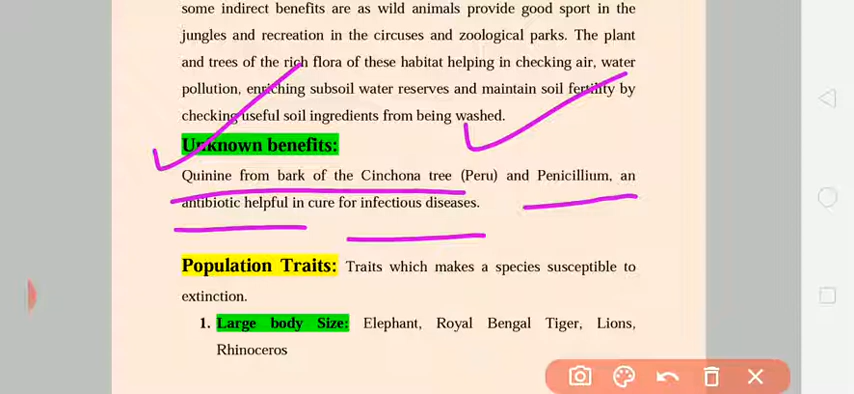 some indirect benefits are as wild animals provide good sport in the
jungles and recreation in the circuses and zoological parks. The plant
and trees of the rich flora of these habitat helping in checking air, water
pollution, enriching subsoil water reserves and maintain soil fertility by
checking useful soil ingredients from being washed.
Unknown benefits:
Quinine from bark of the Cinchona tree (Peru) and Penicillium, an
antibiotic helpful in cure for infectious diseases.
Population Traits: Traits which makes a species susceptible to
extinction.
1. Large body Size: Elephant, Royal Bengal Tiger, Lions,
Rhinoceros